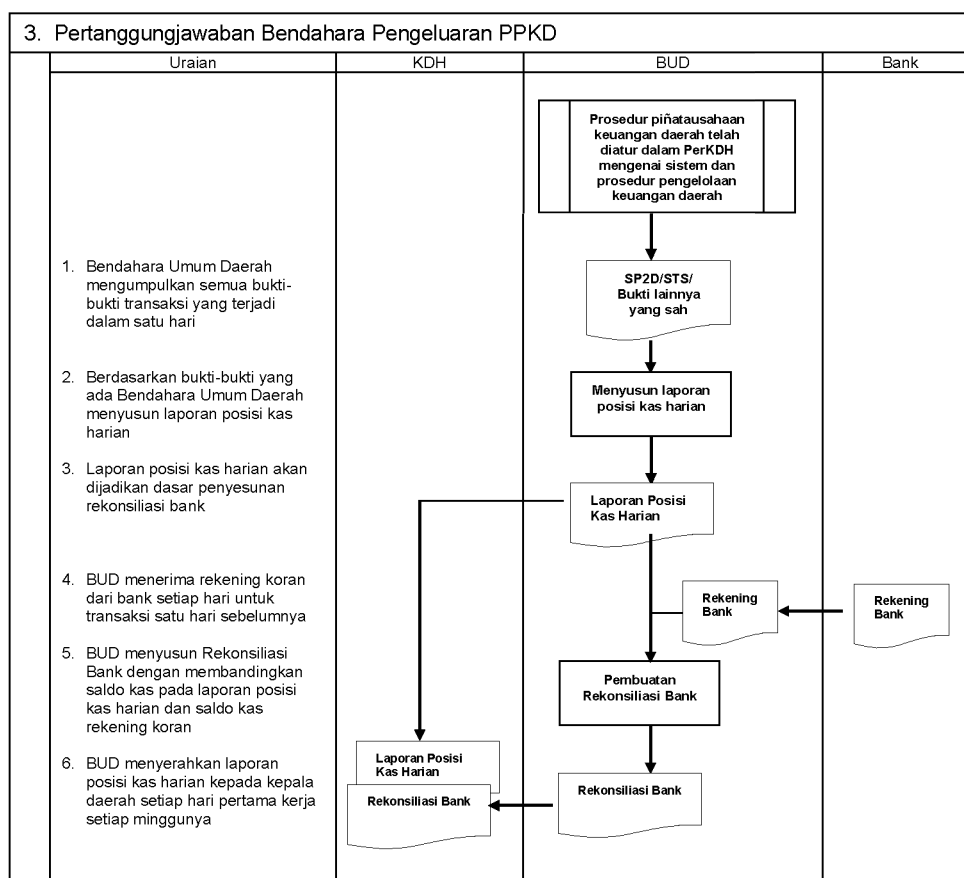 3. Pertanggungjawaban Bendahara Pengeluaran PPKD
Uraian
KDH
BUD
Bank
Prosedur piñatausahaan
keuangan daerah telah
diatur dalam PerKDH
mengenai sistem dan
prosedur pengelolaan
keuangan daerah
1. Bendahara Umum Daerah
mengumpulkan semua bukti-
bukti transaksi yang terjadi
dalam satu hari
SP2D/STS/
Bukti lainnya
yang sah
2. Berdasarkan bukti-bukti yang
ada Bendahara Umum Daerah
menyusun laporan posisi kas
harian
Menyusun laporan
posisi kas harian
3. Laporan posisi kas harian akan
dijadikan dasar penyesunan
rekonsiliasi bank
Laporan Posisi
Kas Harian
4. BUD menerima rekening koran
dari bank setiap hari untuk
transaksi satu hari sebelumnya
Rekening
Bank
Rekening
Bank
5. BUD menyusun Rekonsiliasi
Bank dengan membandingkan
saldo kas pada laporan posisi
kas harian dan saldo kas
rekening koran
Pembuatan
Rekonsiliasi Bank
6. BUD menyerahkan laporan
posisi kas harian kepada kepala
daerah setiap hari pertama kerja
setiap minggunya
Laporan Posisi
Kas Harian
Rekonsiliasi Bank
Rekonsiliasi Bank